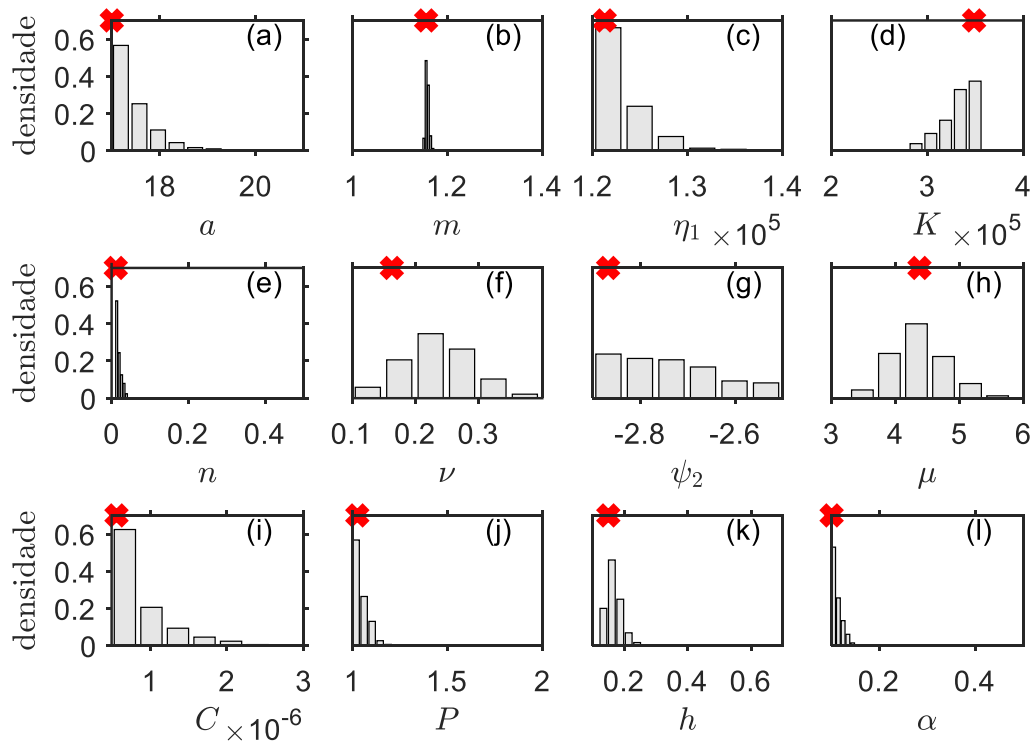 (a) (b) (c) (d)
densidade
0.6
0.4
0.2
0
18 20 1 1.2 1.4 1.2 1.3 1.4 2 3 4
a m η₁ ×10⁵ K ×10⁵
(e) (f) (g) (h)
densidade
0.6
0.4
0.2
0
0 0.2 0.4 0.1 0.2 0.3 -2.8 -2.6 3 4 5 6
n ν ψ₂ μ
(i) (j) (k) (l)
densidade
0.6
0.4
0.2
0
1 2 3 1 1.5 2 0.2 0.4 0.6 0.2 0.4
C ×10⁻⁶ P h α